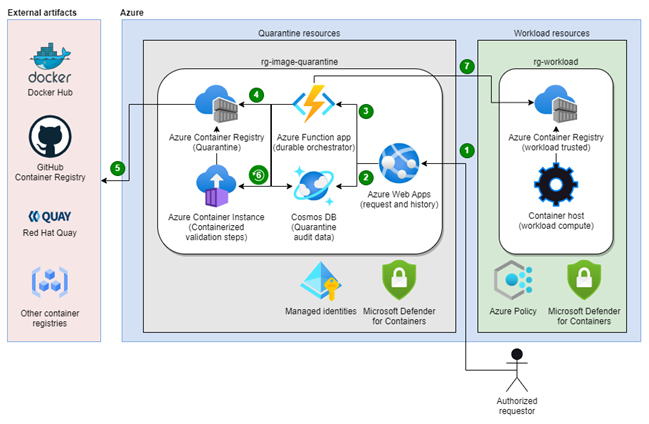 External artifacts
Azure
Quarantine resources
Workload resources
docker
Docker Hub
GitHub
Container Registry
QUAY
Red Hat Quay
Other container
registries
rg-image-quarantine
4
Azure Container Registry
(Quarantine)
Azure Function app
(durable orchestrator)
3
5
*6
2
1
Azure Container Instance
(Containerized
validation steps)
Cosmos DB
(Quarantine
audit data)
Azure Web Apps
(request and history)
Managed identities
Microsoft Defender
for Containers
7
rg-workload
Azure Container Registry
(workload trusted)
Container host
(workload compute)
Azure Policy
Microsoft Defender
for Containers
Authorized
requestor